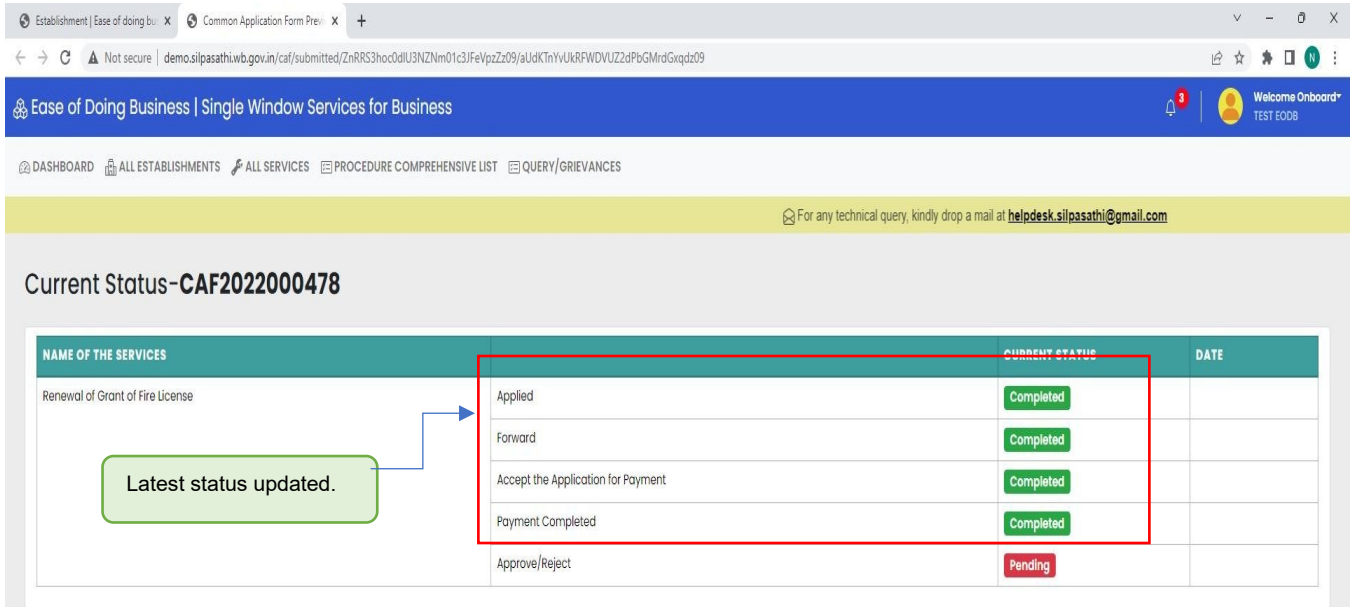 Establishment | Ease of doing bu
Common Application Form Prev
Not secure | demo.silpasathi.wb.gov.in/caf/submitted/ZnRRS3hoc0dlU3NZNm01c3JFeVpzZz09/aUdKTnYvUkRFWDVUZ2dPbGMrdGxqdz09
N
Ease of Doing Business | Single Window Services for Business
3
Welcome Onboard
TEST EODB
DASHBOARD ALL ESTABLISHMENTS ALL SERVICES PROCEDURE COMPREHENSIVE LIST QUERY/GRIEVANCES
For any technical query, kindly drop a mail at helpdesk.silpasathi@gmail.com
Current Status-CAF2022000478
NAME OF THE SERVICES CURRENT STATUS DATE
Renewal of Grant of Fire License Applied Completed
Forward Completed
Latest status updated.
Accept the Application for Payment Completed
Payment Completed Completed
Approve/Reject Pending